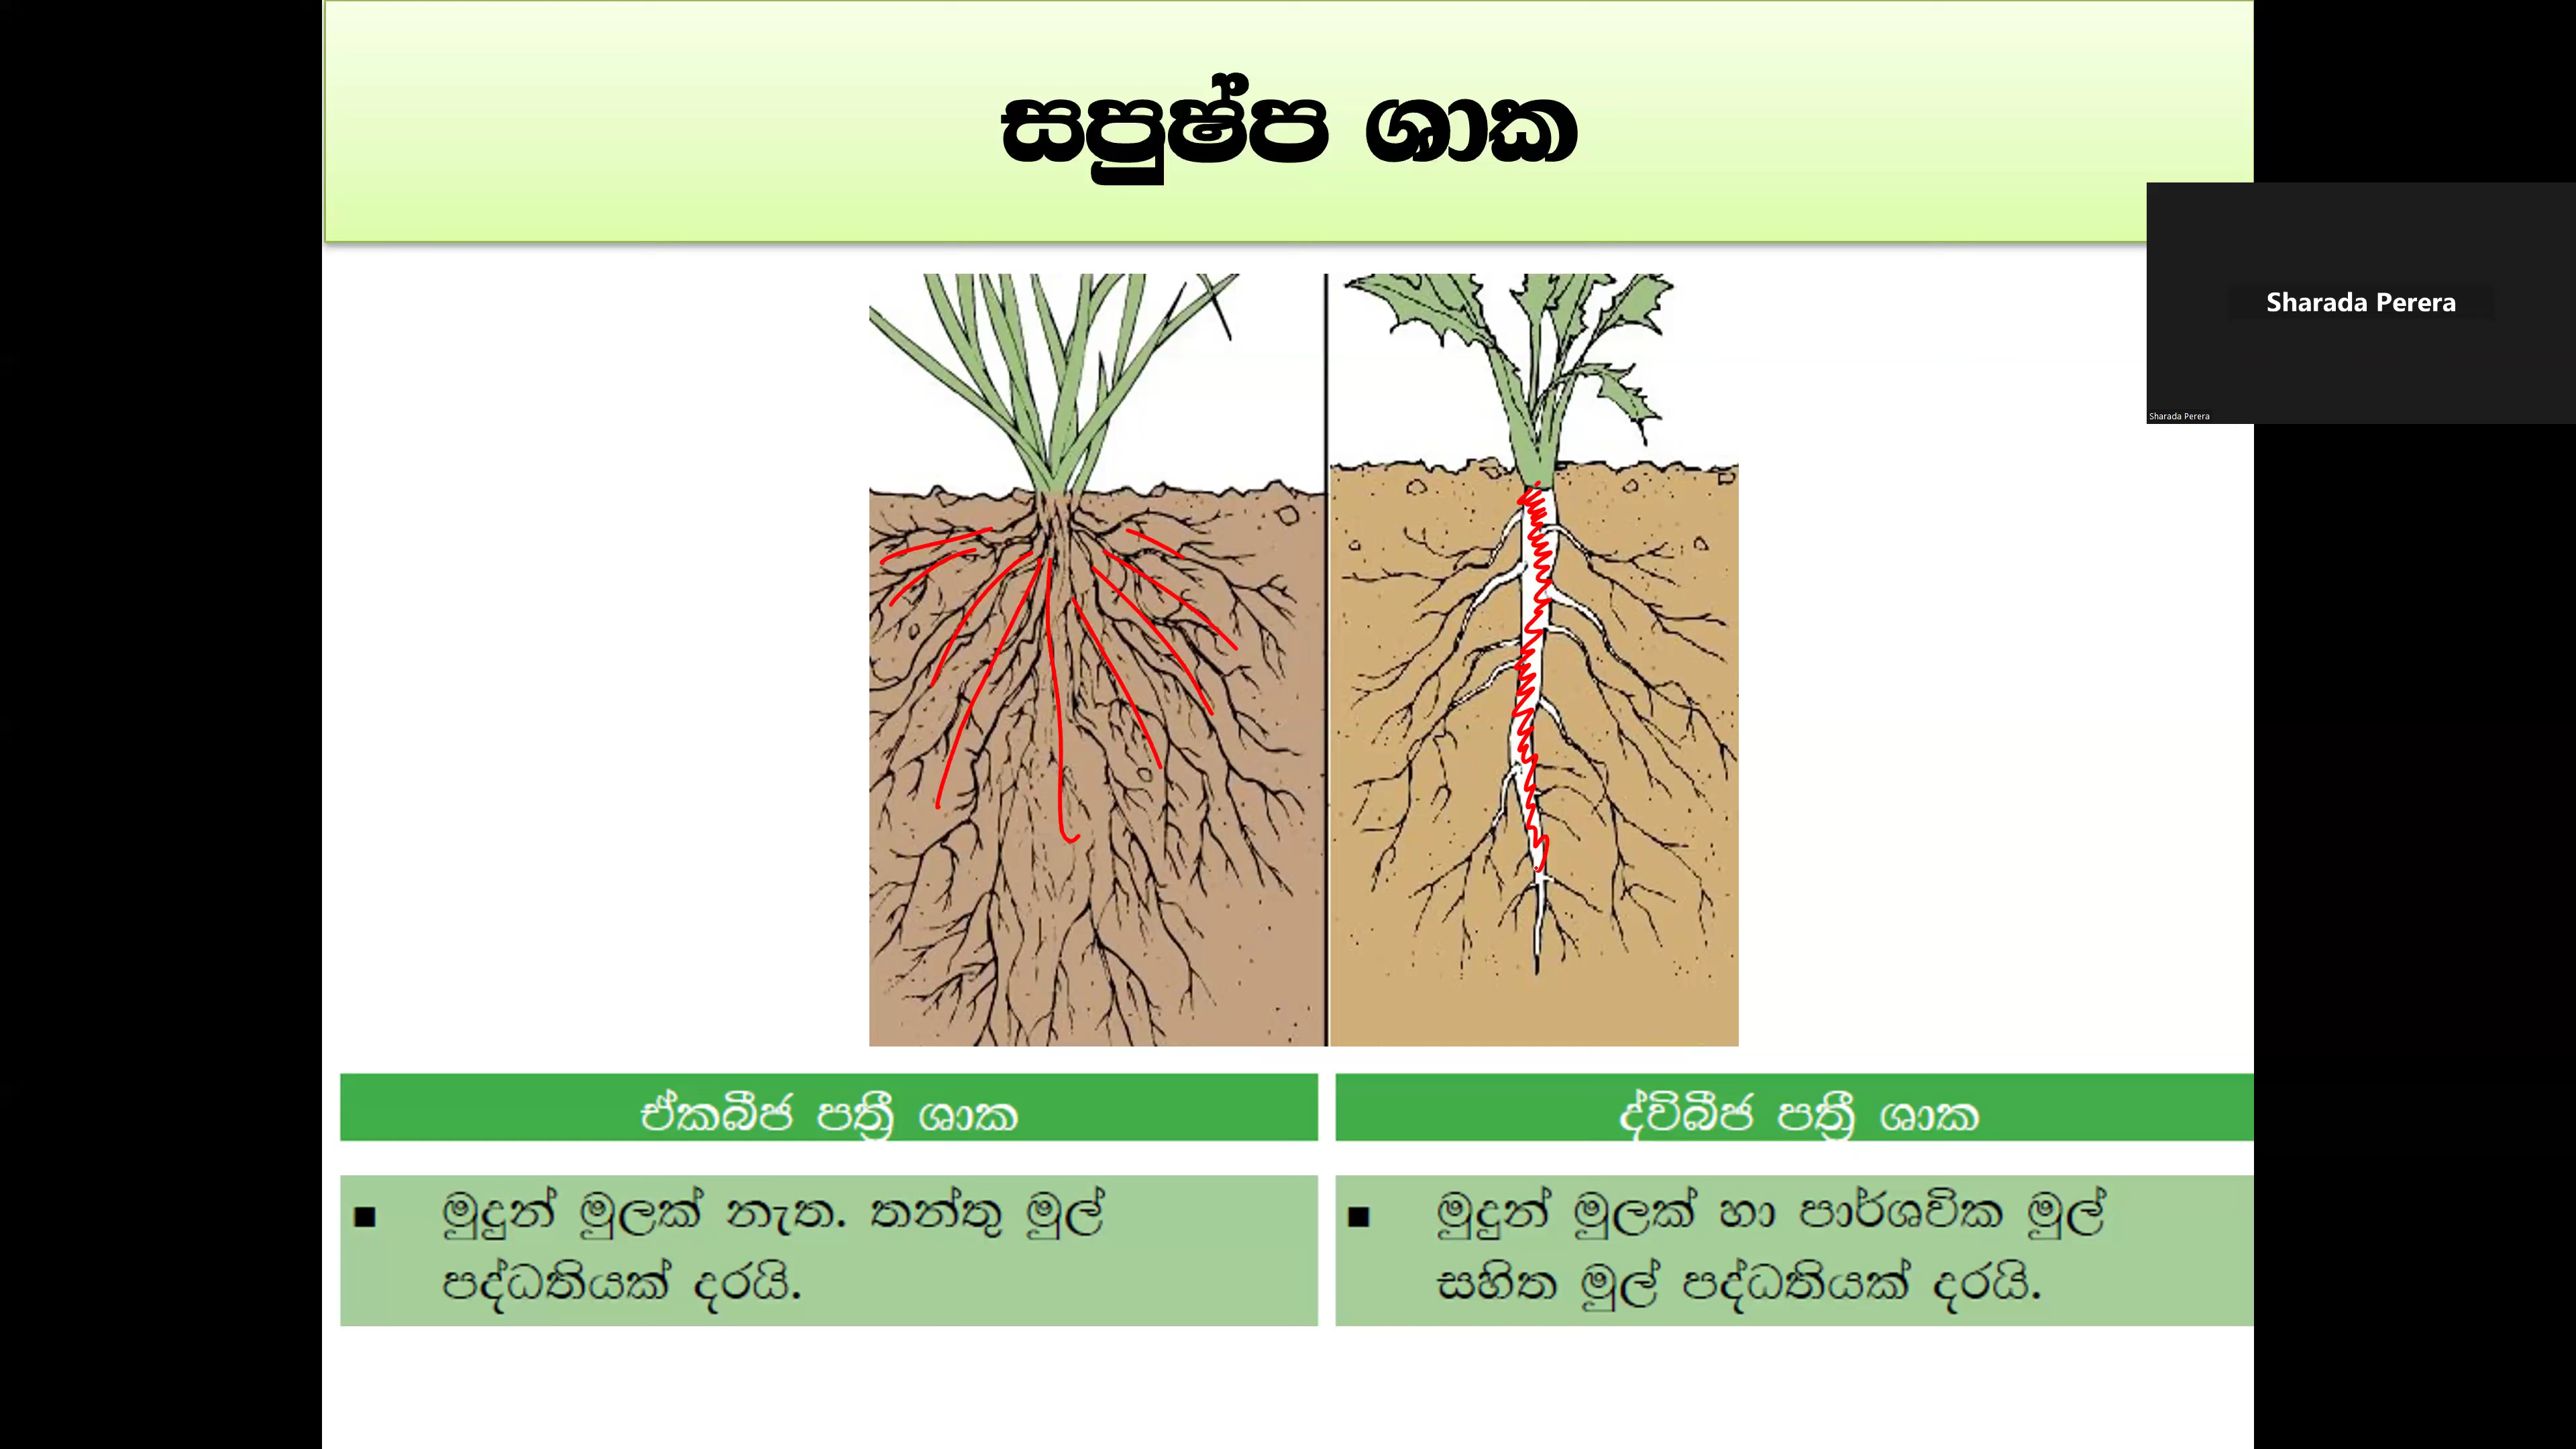 සපුෂ්ප ශාක
Sharada Perera
Sharada Perera
ඒකබීජ පත්‍රී ශාක
ද්විබීජ පත්‍රී ශාක
■ මුදුන් මුලක් නැත. තන්තු මුල්
පද්ධතියක් දරයි.
■ මුදුන් මුලක් හා පාර්ශවික මුල්
සහිත මුල් පද්ධතියක් දරයි.